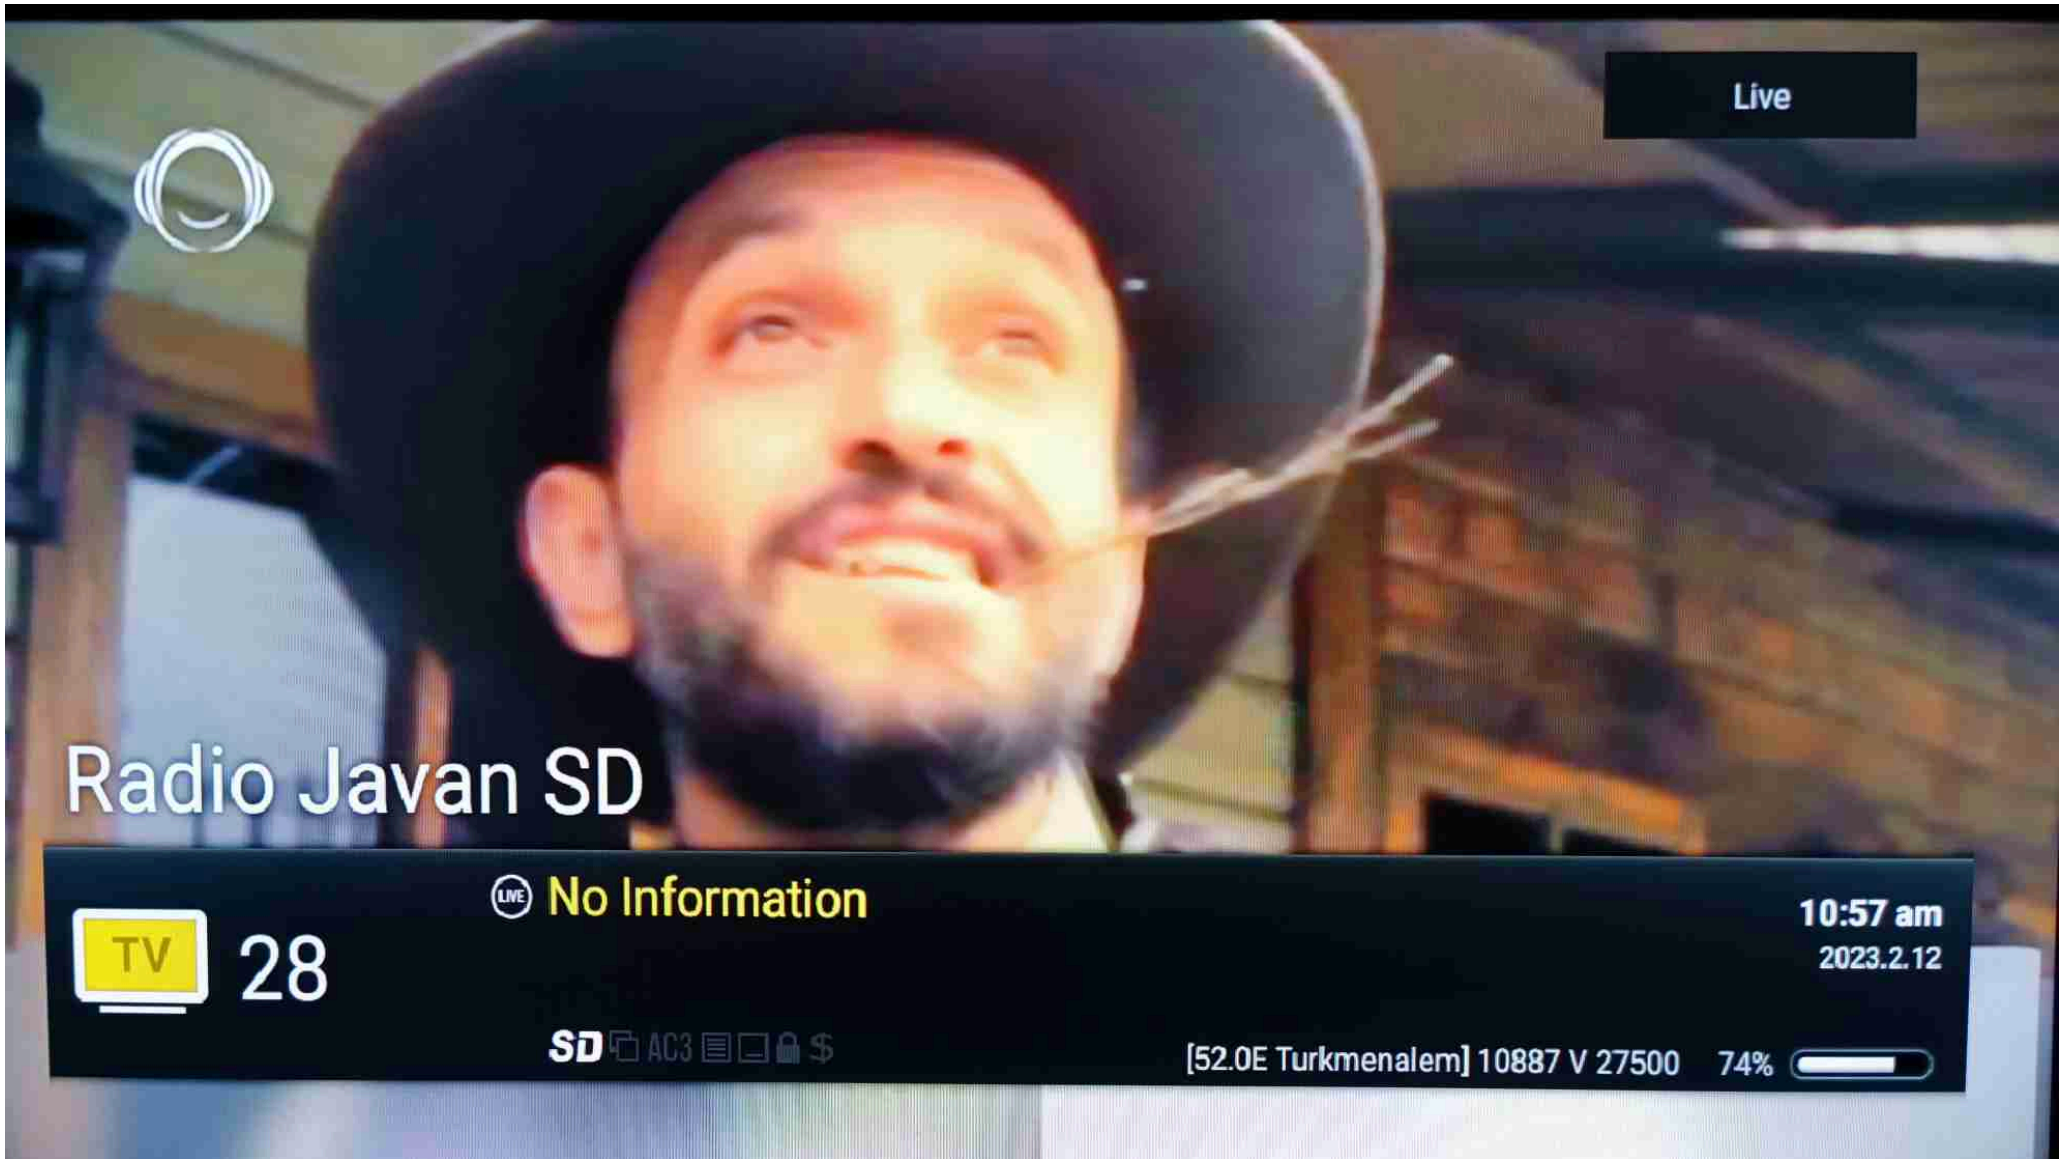 Live
Radio Javan SD
LIVE No Information
TV 28
10:57 am
2023.2.12
SD AC3 $
[52.0E Turkmenalem] 10887 V 27500 74%